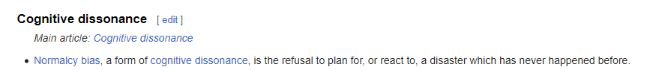 Cognitive dissonance [ edit ]
Main article: Cognitive dissonance
• Normalcy bias, a form of cognitive dissonance, is the refusal to plan for, or react to, a disaster which has never happened before.